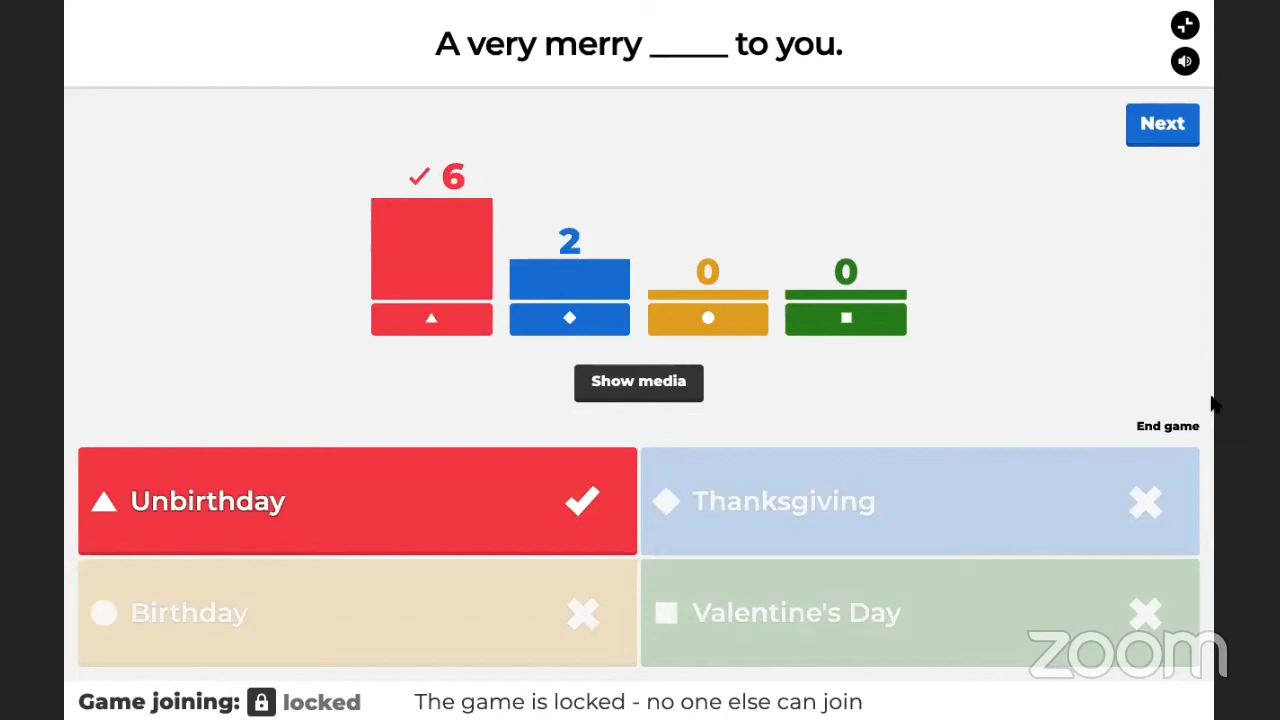 A very merry _____ to you.
Next
6
2
0
0
Show media
End game
Unbirthday
Thanksgiving
Birthday
Valentine's Day
zoom
Game joining: locked
The game is locked - no one else can join